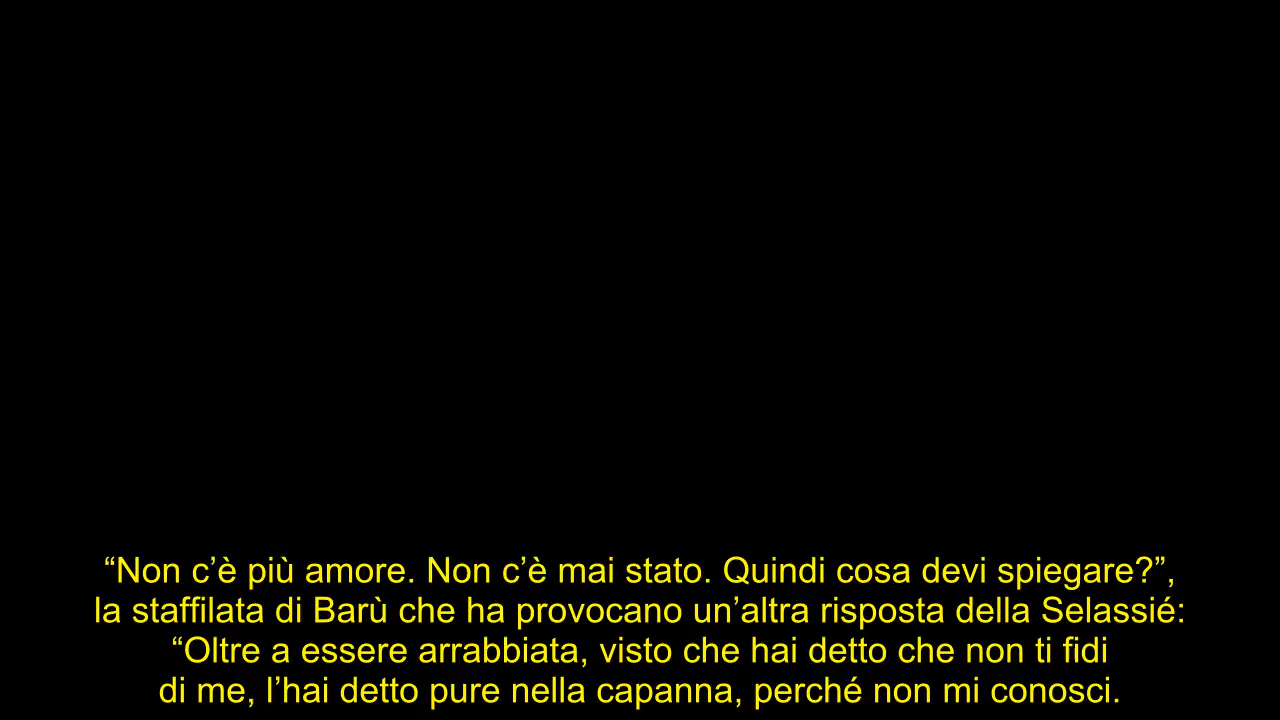 “Non c’è più amore. Non c’è mai stato. Quindi cosa devi spiegare?”,
la staffilata di Barù che ha provocano un’altra risposta della Selassié:
“Oltre a essere arrabbiata, visto che hai detto che non ti fidi
di me, l’hai detto pure nella capanna, perché non mi conosci.